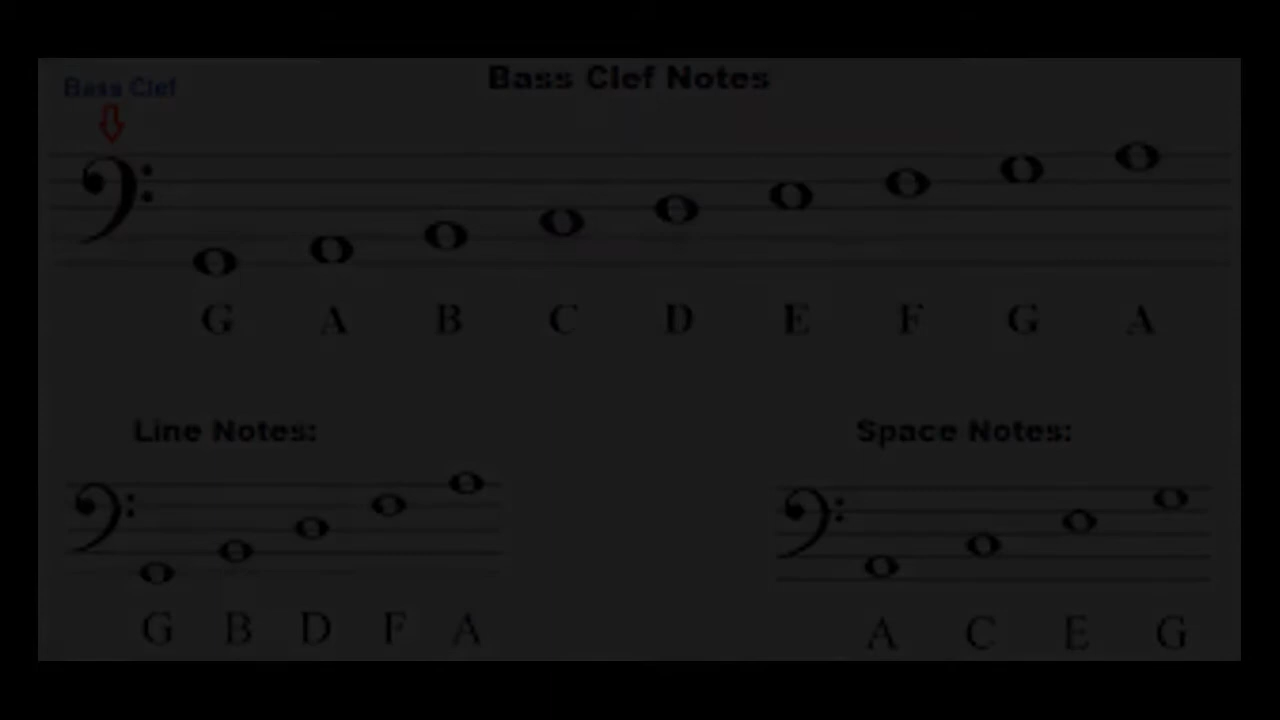 Bass Clef
Bass Clef Notes
G A B C D E F G A
Line Notes:
G B D F A
Space Notes:
A C E G